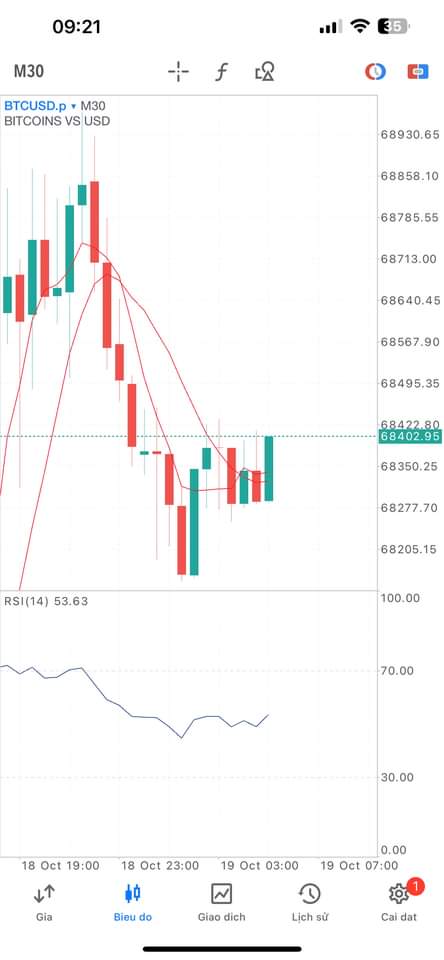 09:21
35
M30
f
BTCUSD.p ▾ M30
BITCOINS VS USD
68930.65
68858.10
68785.55
68713.00
68640.45
68567.90
68495.35
68422.80
68402.95
68350.25
68277.70
68205.15
RSI(14) 53.63
100.00
70.00
30.00
0.00
18 Oct 19:00
18 Oct 23:00
19 Oct 03:00
19 Oct 07:00
1
Gia
Bieu do
Giao dich
Lịch sử
Cai dat